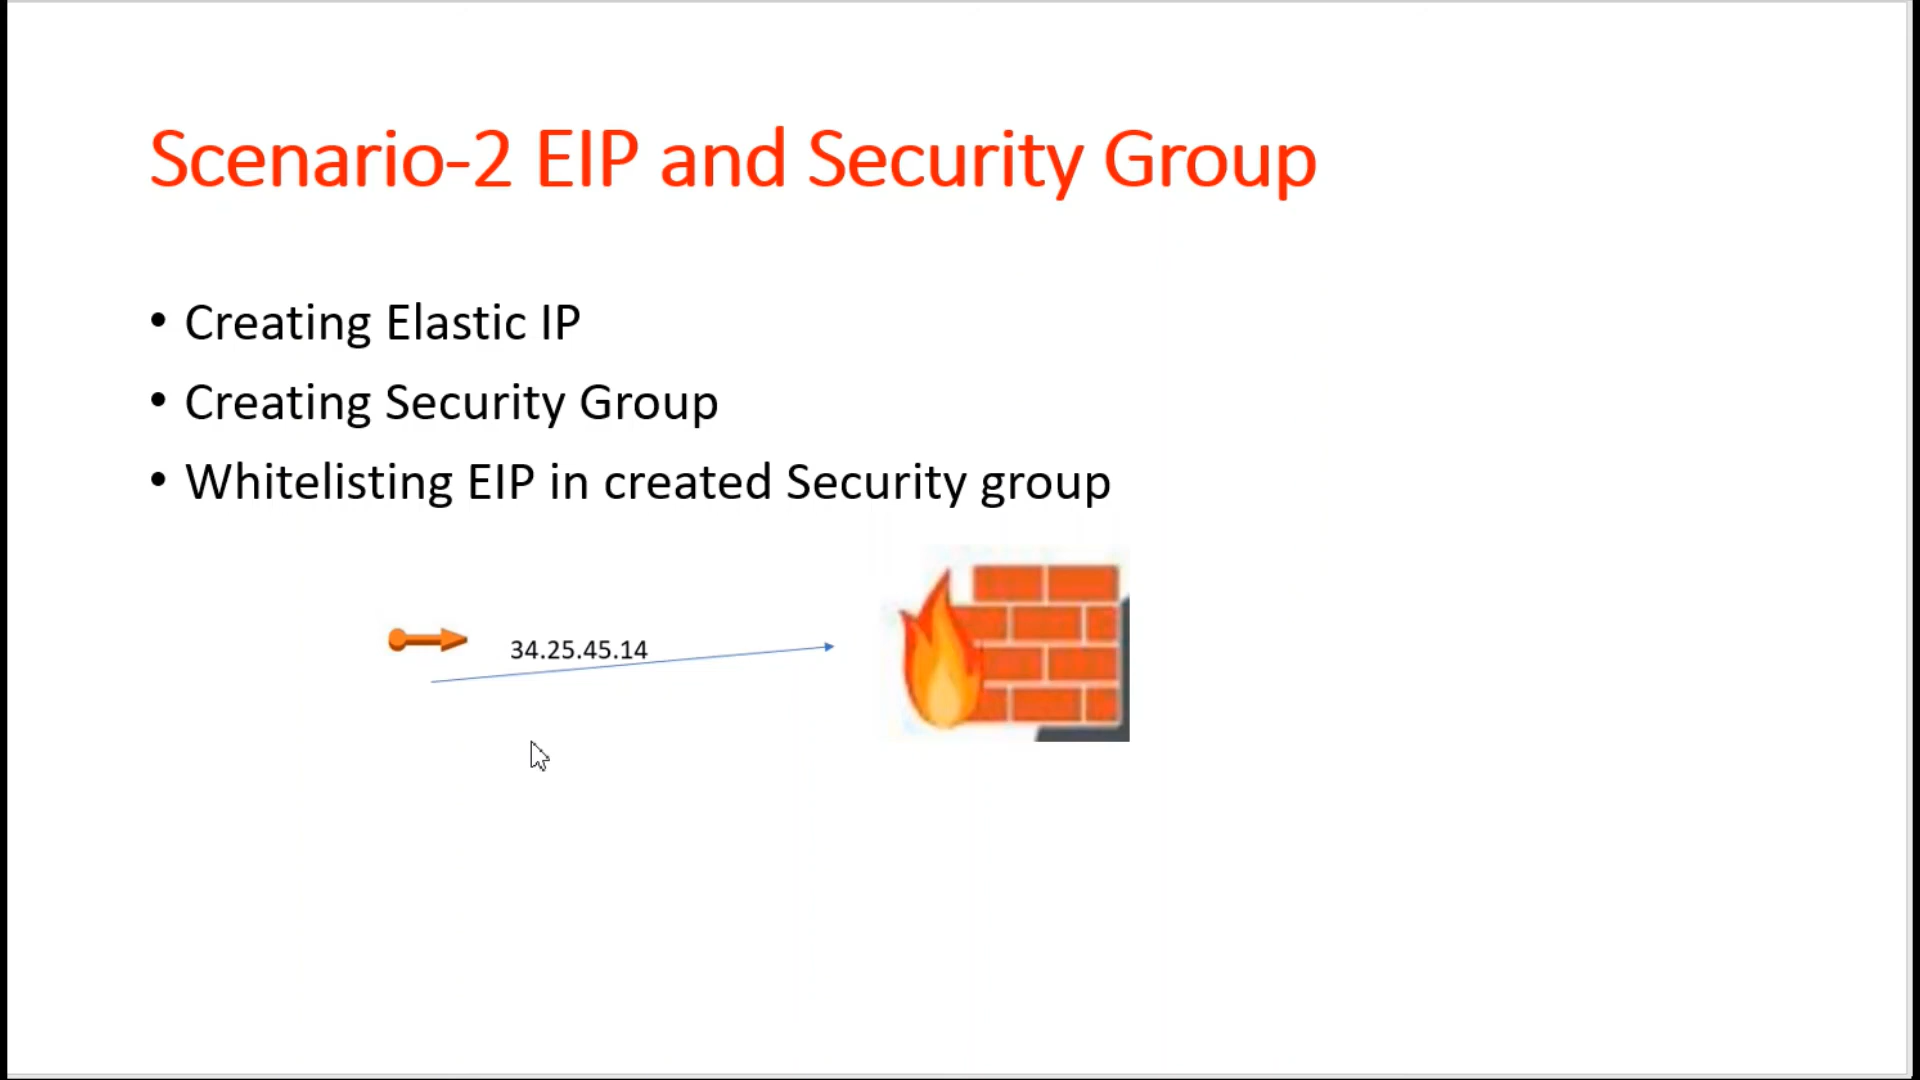 Scenario-2 EIP and Security Group
• Creating Elastic IP
• Creating Security Group
• Whitelisting EIP in created Security group
34.25.45.14